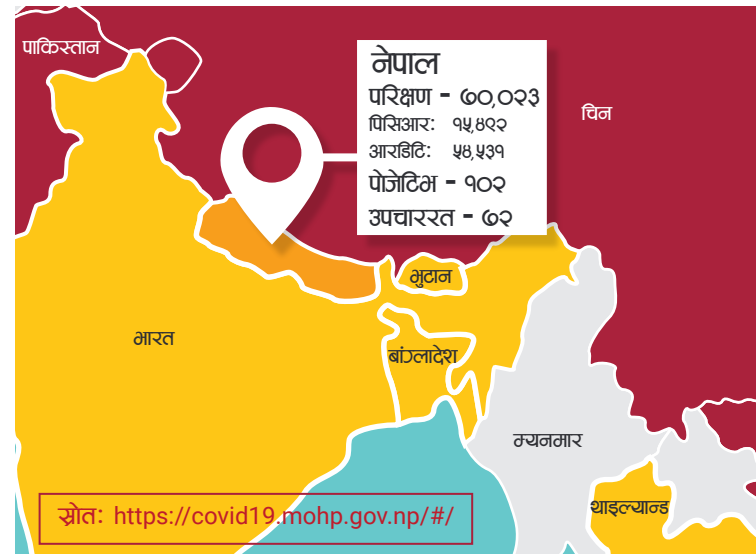 पाकिस्तान
नेपाल
परिक्षण - ७०,०२३
पिसिआरः १५,४९२
आरडिटिः ५४,५३१
पोजेटिभ - १०२
उपचाररत - ७२
चिन
भुटान
भारत
बांग्लादेश
म्यनमार
थाइल्यान्ड
स्रोतः https://covid19.mohp.gov.np/#/